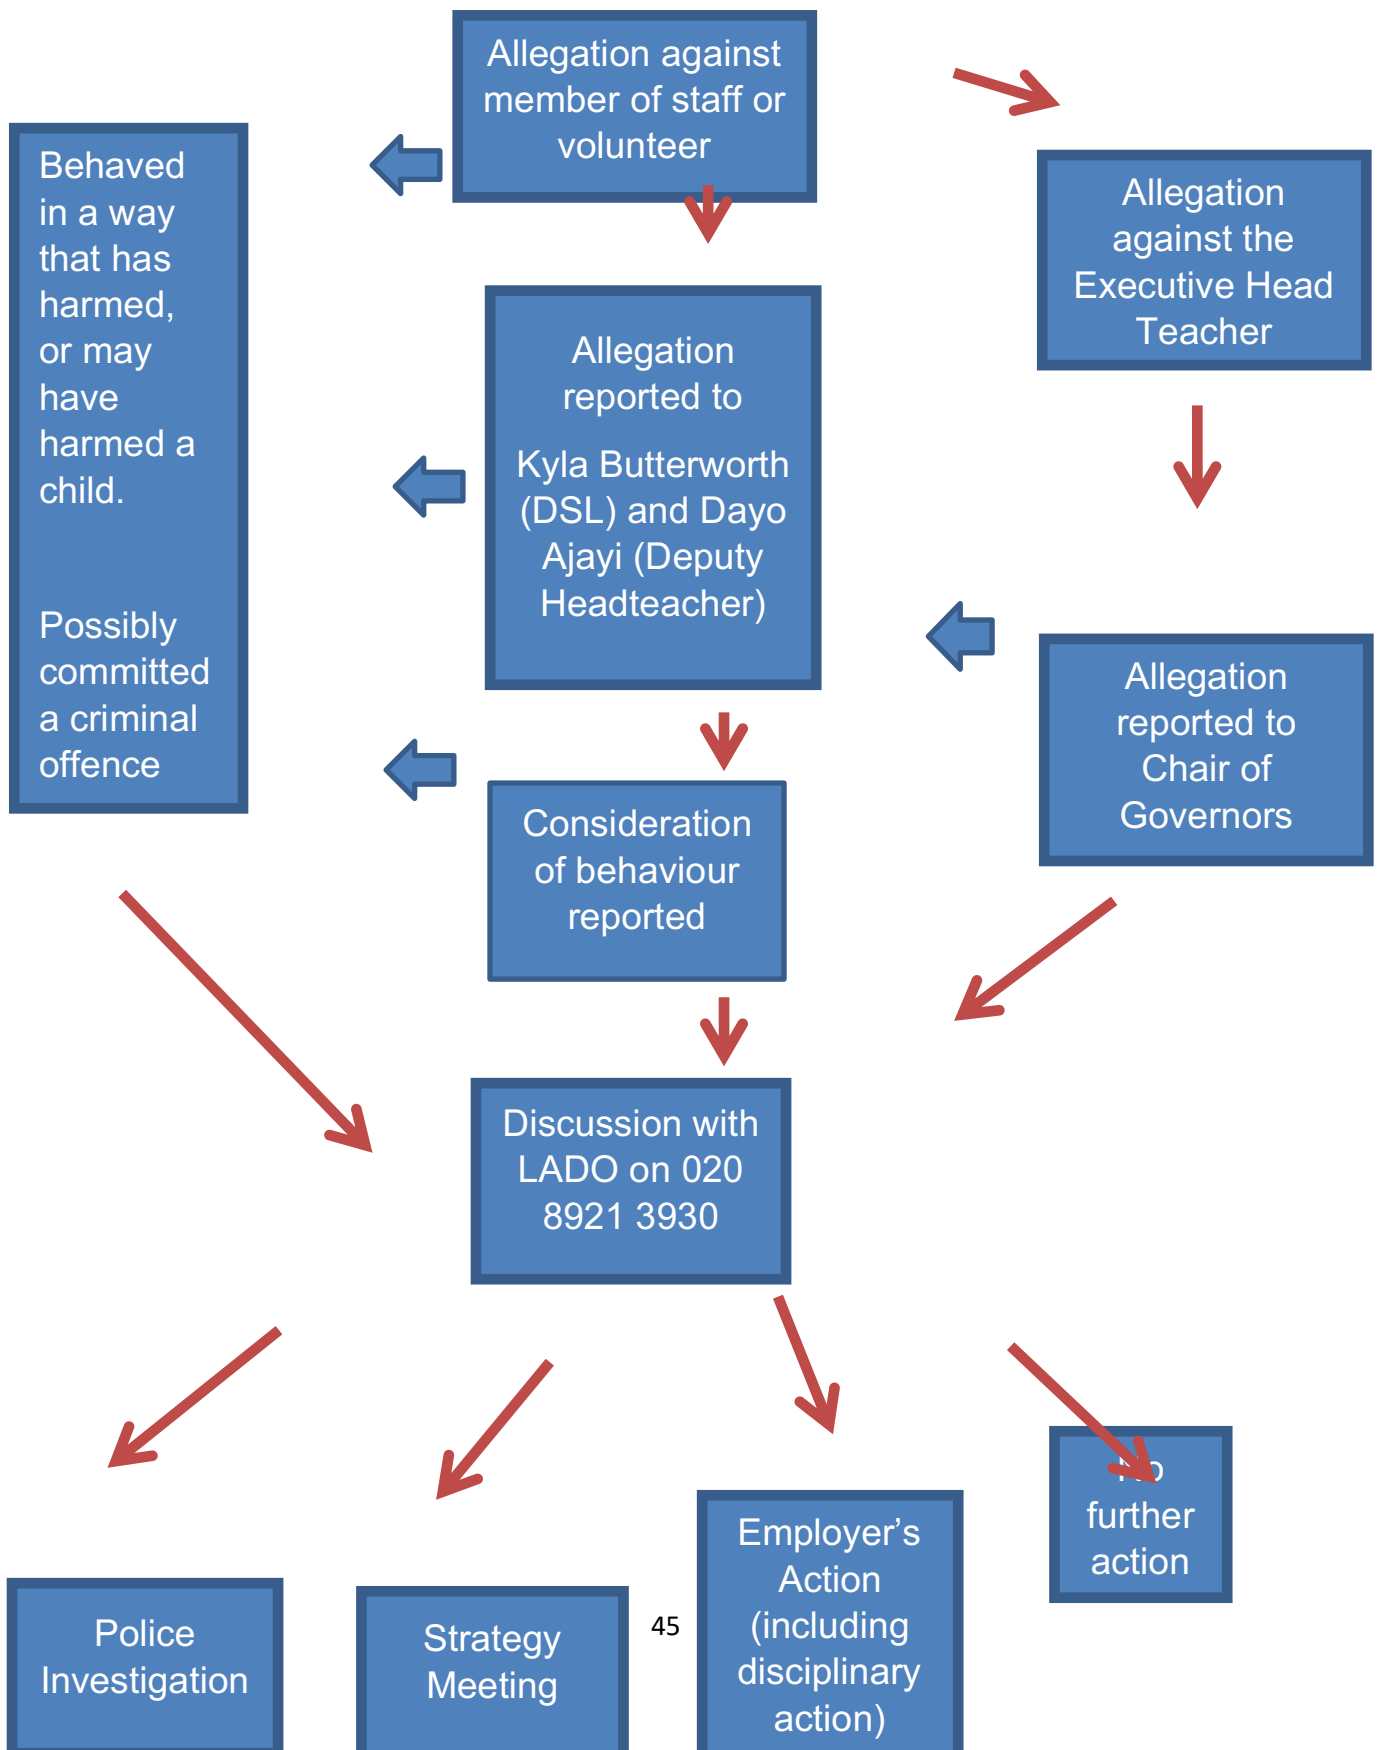 Allegation against
member of staff or
volunteer
Behaved
in a way
that has
harmed,
or may
have
harmed a
child.
Possibly
committed
a criminal
offence
Allegation
against the
Executive Head
Teacher
Allegation
reported to
Kyla Butterworth
(DSL) and Dayo
Ajayi (Deputy
Headteacher)
Allegation
reported to
Chair of
Governors
Consideration
of behaviour
reported
Discussion with
LADO on 020
8921 3930
Police
Investigation
Strategy
Meeting
45
Employer’s
Action
(including
disciplinary
action)
No
further
action